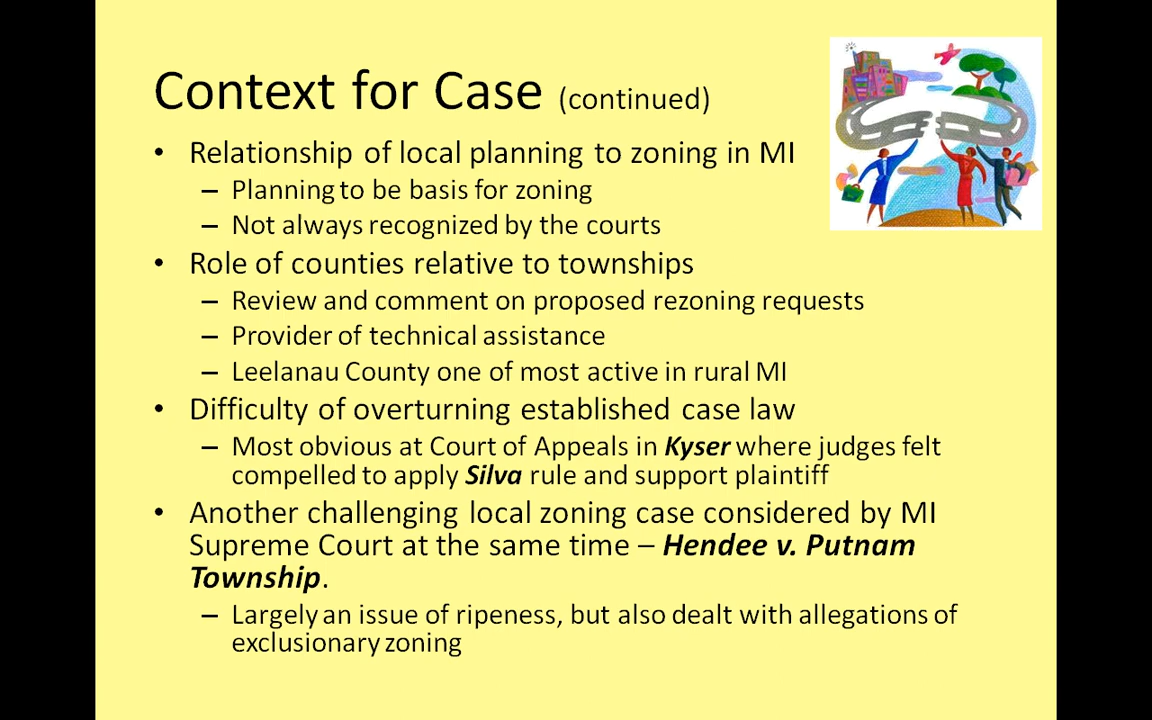 Context for Case (continued)
• Relationship of local planning to zoning in MI
– Planning to be basis for zoning
– Not always recognized by the courts
• Role of counties relative to townships
– Review and comment on proposed rezoning requests
– Provider of technical assistance
– Leelanau County one of most active in rural MI
• Difficulty of overturning established case law
– Most obvious at Court of Appeals in Kyser where judges felt
compelled to apply Silva rule and support plaintiff
• Another challenging local zoning case considered by MI
Supreme Court at the same time – Hendee v. Putnam
Township.
– Largely an issue of ripeness, but also dealt with allegations of
exclusionary zoning